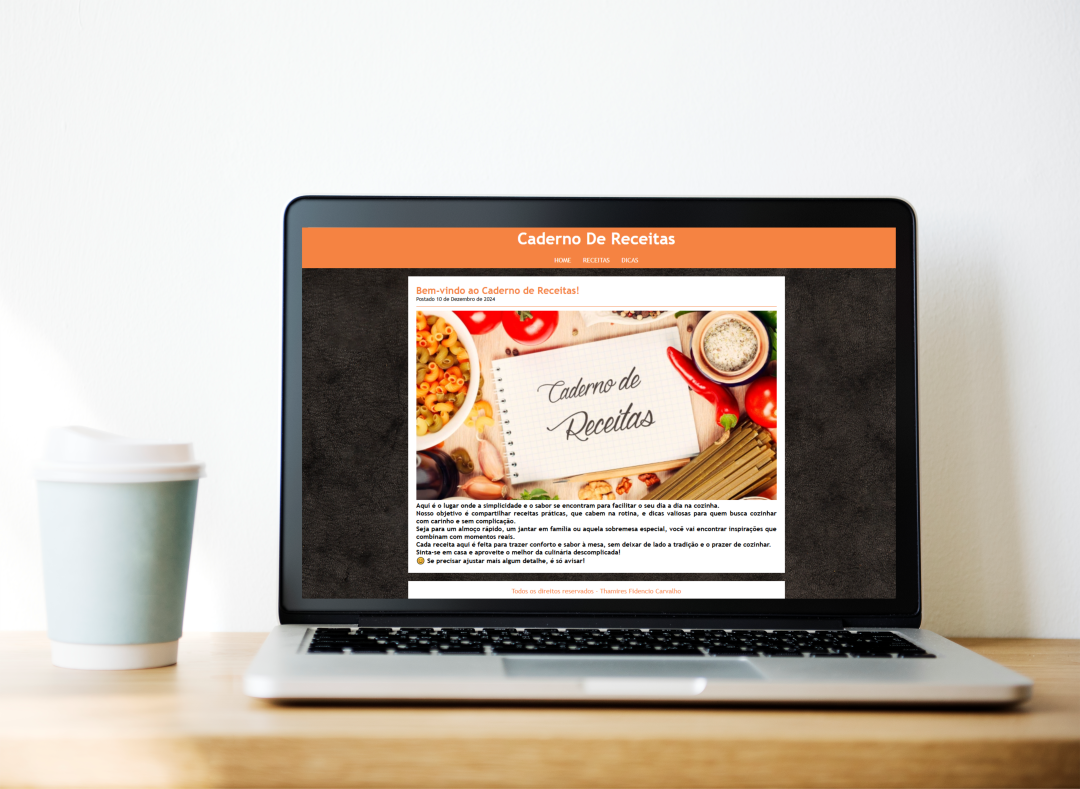 Caderno De Receitas
HOME RECEITAS DICAS
Bem-vindo ao Caderno de Receitas!
Postado 10 de Dezembro de 2024
Caderno de
Receitas
Aqui é o lugar onde a simplicidade e o sabor se encontram para facilitar o seu dia a dia na cozinha.
Nosso objetivo é compartilhar receitas práticas, que cabem na rotina, e dicas valiosas para quem busca cozinhar
com carinho e sem complicação.
Seja para um almoço rápido, um jantar em família ou aquela sobremesa especial, você vai encontrar inspirações que
combinam com momentos reais.
Cada receita aqui é feita para trazer conforto e sabor à mesa, sem deixar de lado a tradição e o prazer de cozinhar.
Sinta-se em casa e aproveite o melhor da culinária descomplicada!
😊 Se precisar ajustar mais algum detalhe, é só avisar!
Todos os direitos reservados - Thamires Fidencio Carvalho